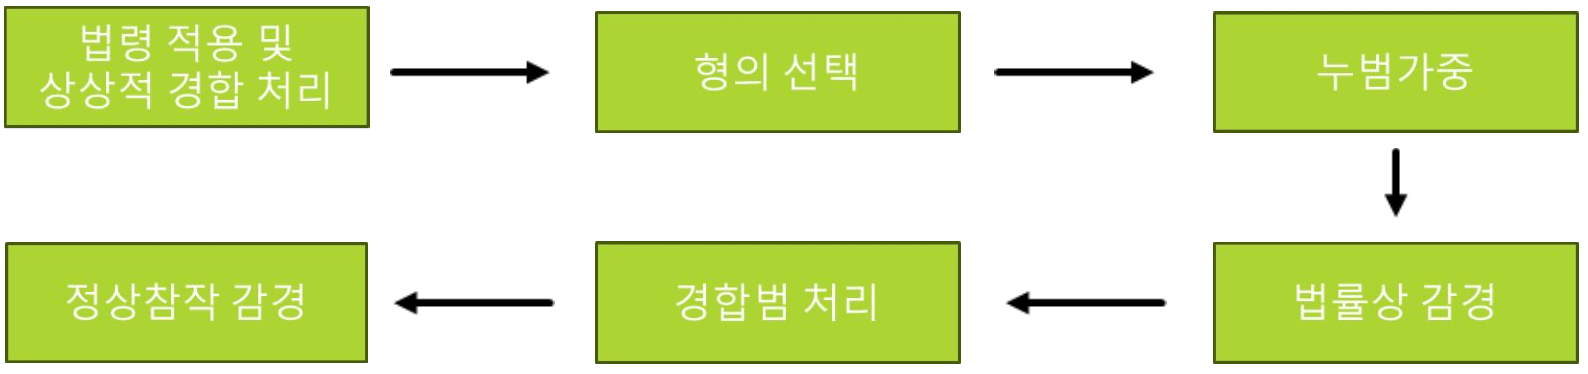 법령 적용 및
상상적 경합 처리
형의 선택
누범가중
법률상 감경
경합범 처리
정상참작 감경